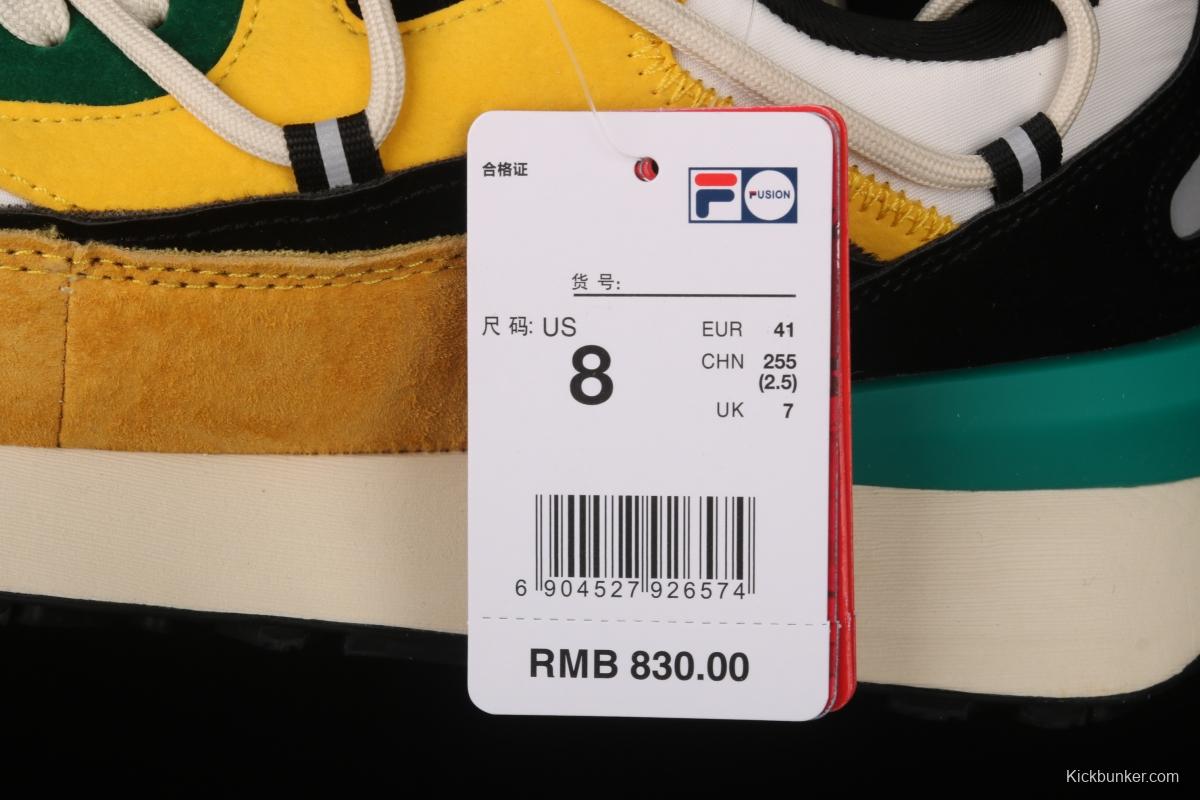 合格证
F FUSION
货 号:
尺 码: US
8
EUR 41
CHN 255
(2.5)
UK 7
6 904527 926574
RMB 830.00
Kickbunker.com